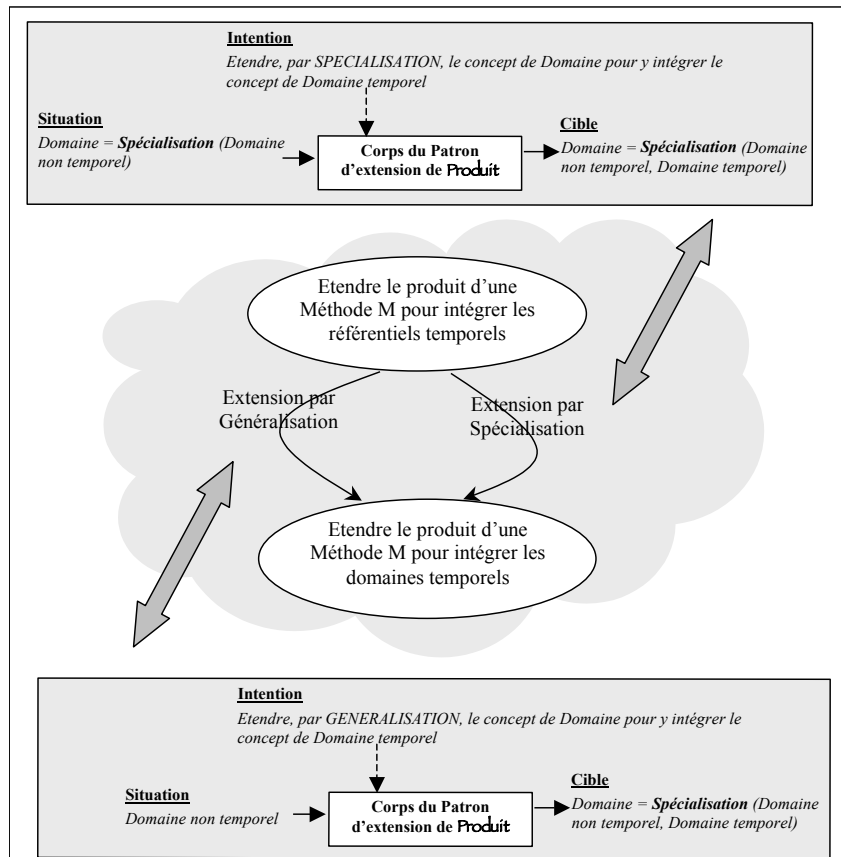 Intention
Etendre, par SPECIALISATION, le concept de Domaine pour y intégrer le
concept de Domaine temporel
Situation
Domaine = Spécialisation (Domaine
non temporel)
Corps du Patron
d'extension de Produit
Cible
Domaine = Spécialisation (Domaine
non temporel, Domaine temporel)
Etendre le produit d'une
Méthode M pour intégrer les
référentiels temporels
Extension par
Généralisation
Extension par
Spécialisation
Etendre le produit d'une
Méthode M pour intégrer les
domaines temporels
Intention
Etendre, par GENERALISATION, le concept de Domaine pour y intégrer le
concept de Domaine temporel
Situation
Domaine non temporel
Corps du Patron
d'extension de Produit
Cible
Domaine = Spécialisation (Domaine
non temporel, Domaine temporel)